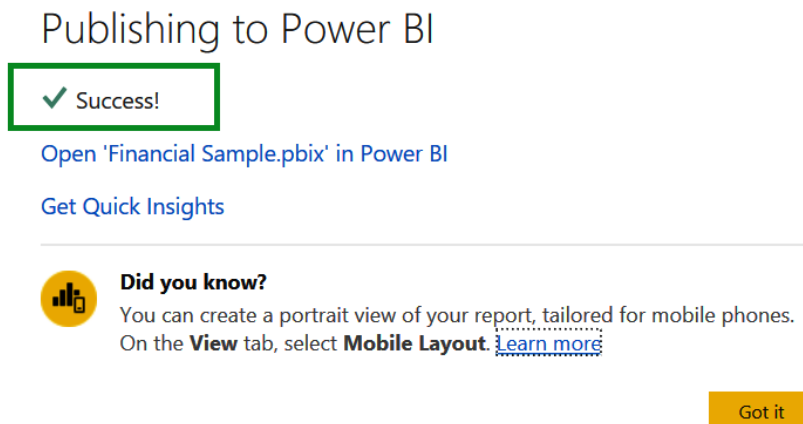 Publishing to Power BI
Success!
Open 'Financial Sample.pbix' in Power BI
Get Quick Insights
Did you know?
You can create a portrait view of your report, tailored for mobile phones.
On the View tab, select Mobile Layout. Learn more
Got it